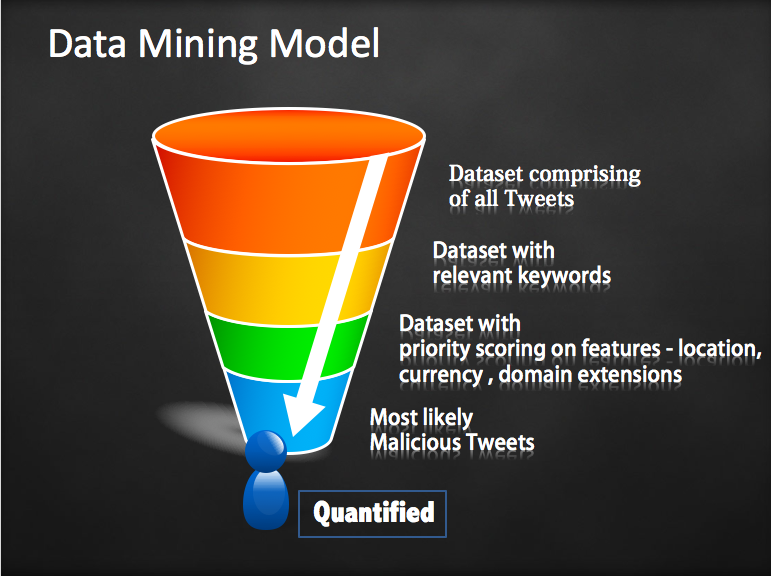 Data Mining Model
Dataset comprising
of all Tweets
Dataset with
relevant keywords
Dataset with
priority scoring on features - location,
currency , domain extensions
Most likely
Malicious Tweets
Quantified